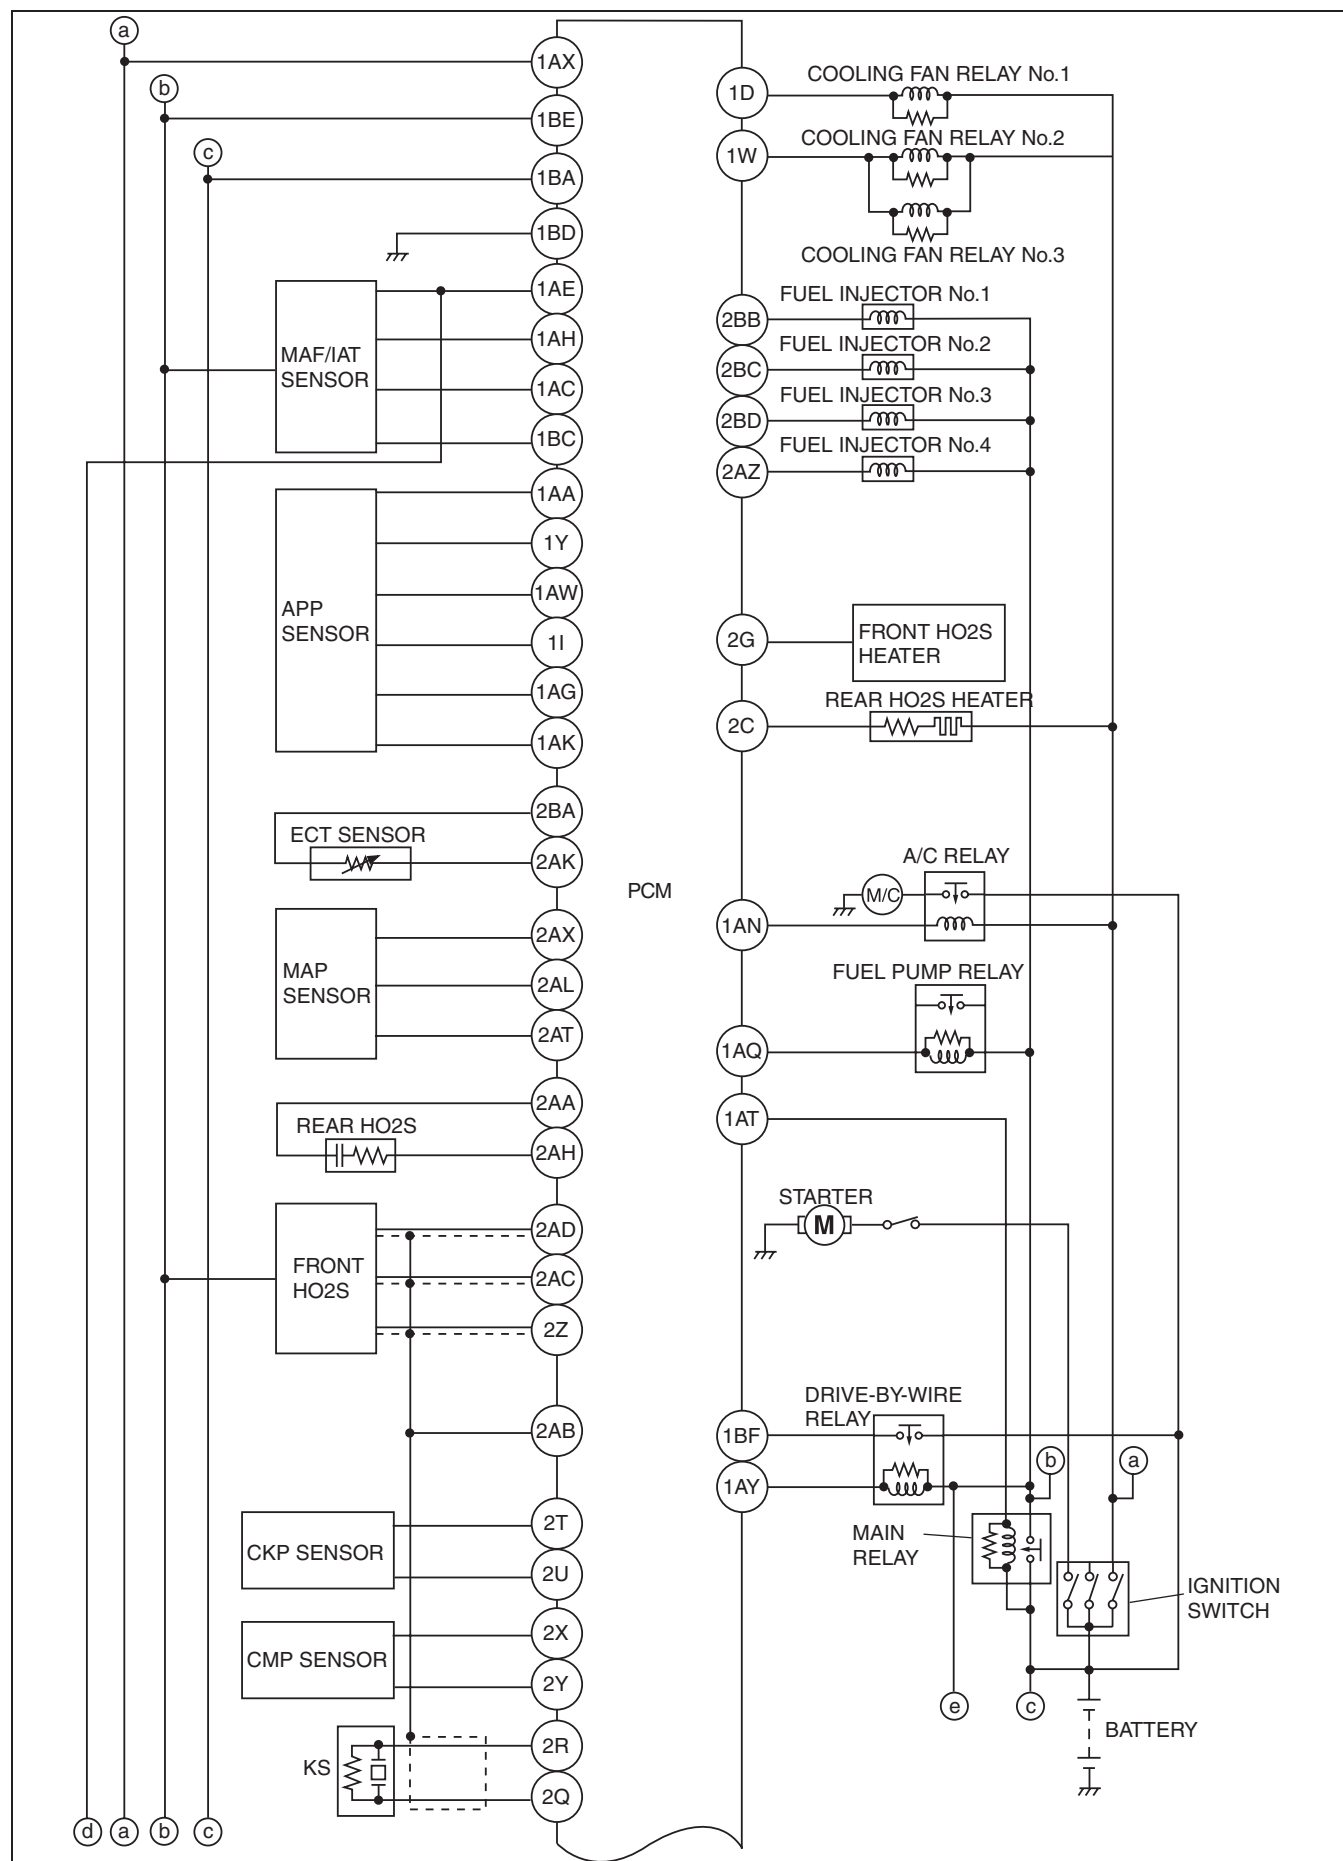 a
1AX
b
1BE
c
1BA
1BD
1AE
MAF/IAT
SENSOR
1AH
1AC
1BC
1AA
1Y
1AW
APP
SENSOR
1I
1AG
1AK
2BA
ECT SENSOR
2AK
PCM
2AX
MAP
SENSOR
2AL
2AT
2AA
REAR HO2S
2AH
2AD
FRONT
HO2S
2AC
2Z
2AB
2T
CKP SENSOR
2U
2X
CMP SENSOR
2Y
2R
KS
2Q
d
a
b
c
COOLING FAN RELAY No.1
1D
COOLING FAN RELAY No.2
1W
COOLING FAN RELAY No.3
FUEL INJECTOR No.1
2BB
FUEL INJECTOR No.2
2BC
FUEL INJECTOR No.3
2BD
FUEL INJECTOR No.4
2AZ
2G
FRONT HO2S
HEATER
REAR HO2S HEATER
2C
A/C RELAY
M/C
1AN
FUEL PUMP RELAY
1AQ
1AT
STARTER
M
DRIVE-BY-WIRE
RELAY
1BF
1AY
b
a
MAIN
RELAY
IGNITION
SWITCH
e
c
BATTERY